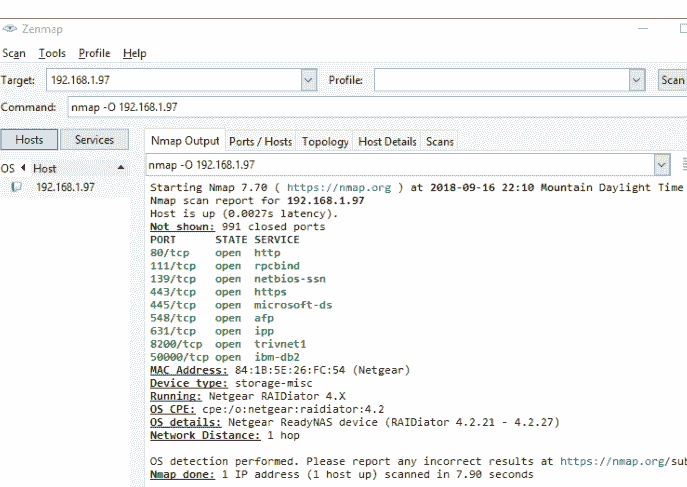 Zenmap
Scan Tools Profile Help
Target: 192.168.1.97 Profile: Scan
Command: nmap -O 192.168.1.97
Hosts Services Nmap Output Ports / Hosts Topology Host Details Scans
OS Host nmap -O 192.168.1.97
192.168.1.97
Starting Nmap 7.70 ( https://nmap.org ) at 2018-09-16 22:10 Mountain Daylight Time
Nmap scan report for 192.168.1.97
Host is up (0.0027s latency).
Not shown: 991 closed ports
PORT STATE SERVICE
80/tcp open http
111/tcp open rpcbind
139/tcp open netbios-ssn
443/tcp open https
445/tcp open microsoft-ds
548/tcp open afp
631/tcp open ipp
8200/tcp open trivnet1
50000/tcp open ibm-db2
MAC Address: 84:1B:5E:26:FC:54 (Netgear)
Device type: storage-misc
Running: Netgear RAIDiator 4.X
OS CPE: cpe:/o:netgear:raidiator:4.2
OS details: Netgear ReadyNAS device (RAIDiator 4.2.21 - 4.2.27)
Network Distance: 1 hop
OS detection performed. Please report any incorrect results at https://nmap.org/sub
Nmap done: 1 IP address (1 host up) scanned in 7.90 seconds